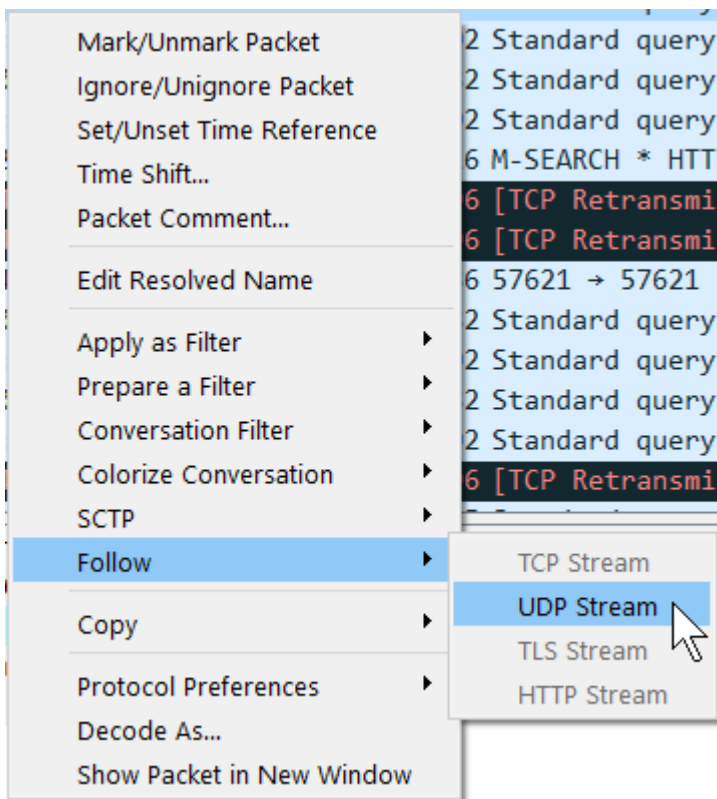 Mark/Unmark Packet
Ignore/Unignore Packet
Set/Unset Time Reference
Time Shift...
Packet Comment...
Edit Resolved Name
Apply as Filter
Prepare a Filter
Conversation Filter
Colorize Conversation
SCTP
Follow
Copy
Protocol Preferences
Decode As...
Show Packet in New Window
TCP Stream
UDP Stream
TLS Stream
HTTP Stream
2 Standard query
2 Standard query
2 Standard query
6 M-SEARCH * HTT
6 [TCP Retransmi
6 [TCP Retransmi
6 57621 → 57621
2 Standard query
2 Standard query
2 Standard query
2 Standard query
6 [TCP Retransmi